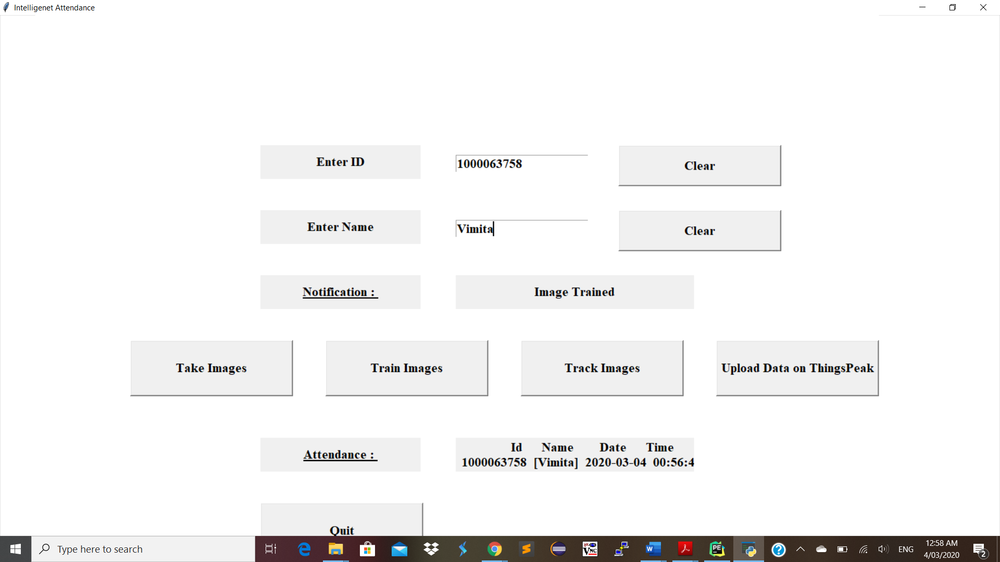 Intelligenet Attendance
Enter ID
1000063758
Clear
Enter Name
Vimita
Clear
Notification :
Image Trained
Take Images
Train Images
Track Images
Upload Data on ThingsPeak
Attendance :
Id Name Date Time
1000063758 [Vimita] 2020-03-04 00:56:4
Quit
Type here to search
VNC
W
PE
?
ENG
12:58 AM
4/03/2020
2